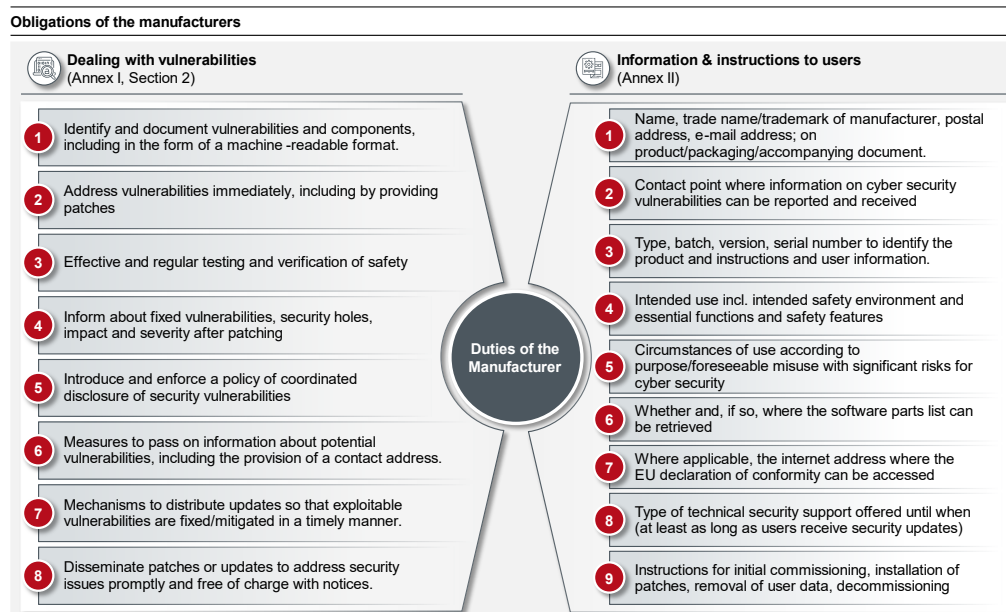 Obligations of the manufacturers
Dealing with vulnerabilities
(Annex I, Section 2)
1
Identify and document vulnerabilities and components,
including in the form of a machine -readable format.
2
Address vulnerabilities immediately, including by providing
patches
3
Effective and regular testing and verification of safety
4
Inform about fixed vulnerabilities, security holes,
impact and severity after patching
5
Introduce and enforce a policy of coordinated
disclosure of security vulnerabilities
6
Measures to pass on information about potential
vulnerabilities, including the provision of a contact address.
7
Mechanisms to distribute updates so that exploitable
vulnerabilities are fixed/mitigated in a timely manner.
8
Disseminate patches or updates to address security
issues promptly and free of charge with notices.
Duties of the
Manufacturer
Information & instructions to users
(Annex II)
1
Name, trade name/trademark of manufacturer, postal
address, e-mail address; on
product/packaging/accompanying document.
2
Contact point where information on cyber security
vulnerabilities can be reported and received
3
Type, batch, version, serial number to identify the
product and instructions and user information.
4
Intended use incl. intended safety environment and
essential functions and safety features
5
Circumstances of use according to
purpose/foreseeable misuse with significant risks for
cyber security
6
Whether and, if so, where the software parts list can
be retrieved
7
Where applicable, the internet address where the
EU declaration of conformity can be accessed
8
Type of technical security support offered until when
(at least as long as users receive security updates)
9
Instructions for initial commissioning, installation of
patches, removal of user data, decommissioning